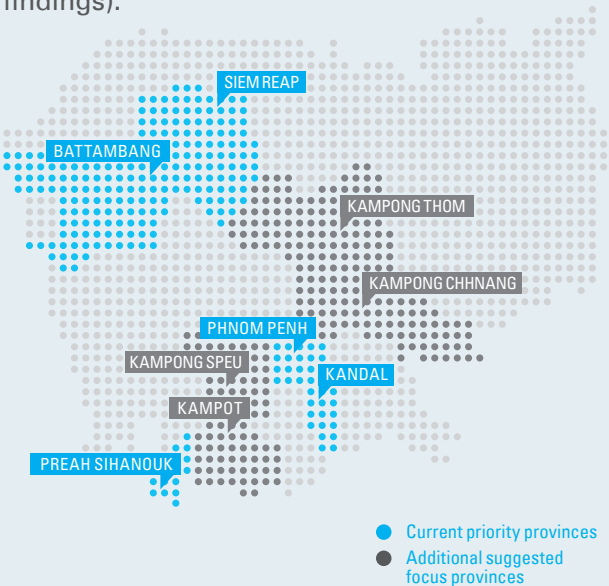 findings).
SIEM REAP
BATTAMBANG
KAMPONG THOM
KAMPONG CHHNANG
PHNOM PENH
KAMPONG SPEU
KANDAL
KAMPOT
PREAH SIHANOUK
Current priority provinces
Additional suggested
focus provinces